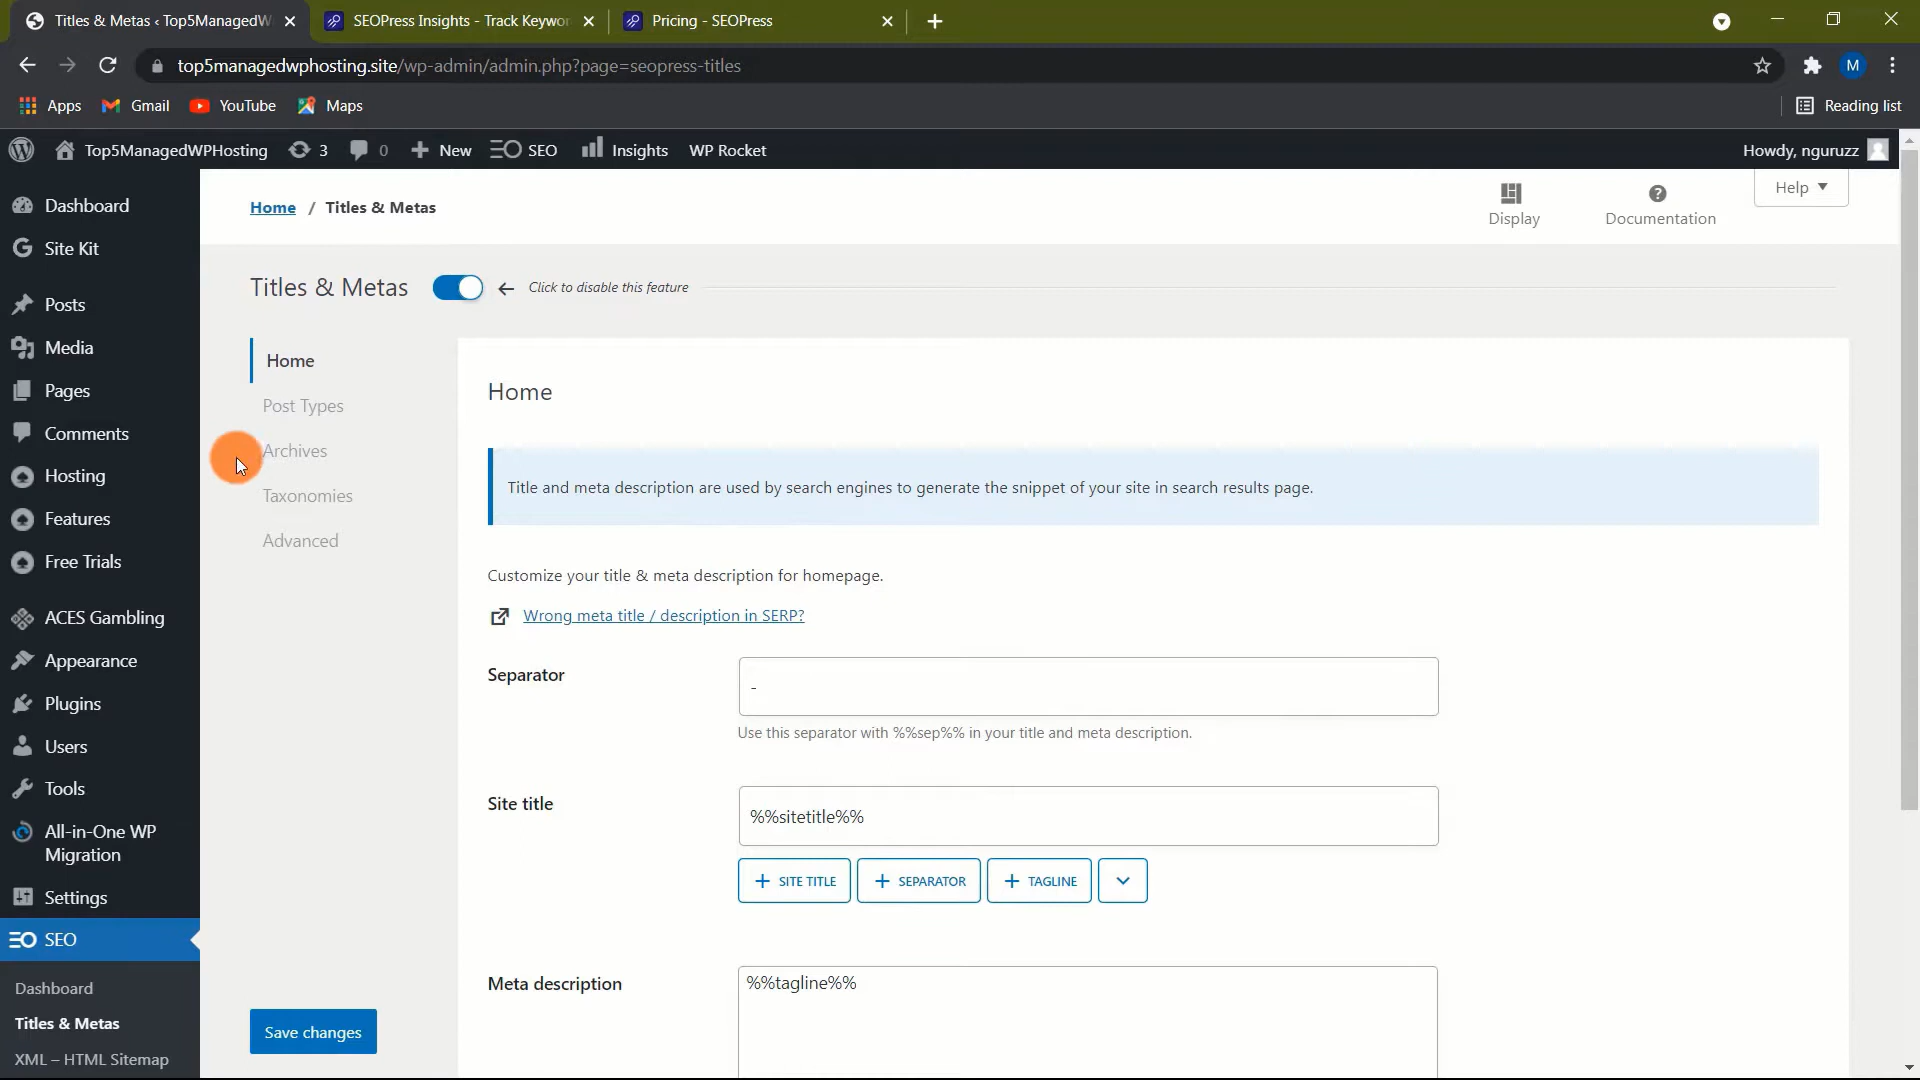 Titles & Metas ‹ Top5ManagedW
SEOPress Insights - Track Keywor
Pricing - SEOPress
top5managedwphosting.site/wp-admin/admin.php?page=seopress-titles
M
Apps
Gmail
YouTube
Maps
Reading list
Top5ManagedWPHosting
3
0
New
SEO
Insights
WP Rocket
Howdy, nguruzz
Dashboard
Site Kit
Posts
Media
Pages
Comments
Hosting
Features
Free Trials
ACES Gambling
Appearance
Plugins
Users
Tools
All-in-One WP
Migration
Settings
SEO
Dashboard
Titles & Metas
XML – HTML Sitemap
Home / Titles & Metas
Display
Documentation
Help
Titles & Metas
Click to disable this feature
Home
Post Types
Archives
Taxonomies
Advanced
Save changes
Home
Title and meta description are used by search engines to generate the snippet of your site in search results page.
Customize your title & meta description for homepage.
Wrong meta title / description in SERP?
Separator
-
Use this separator with %%sep%% in your title and meta description.
Site title
%%sitetitle%%
+ SITE TITLE
+ SEPARATOR
+ TAGLINE
Meta description
%%tagline%%